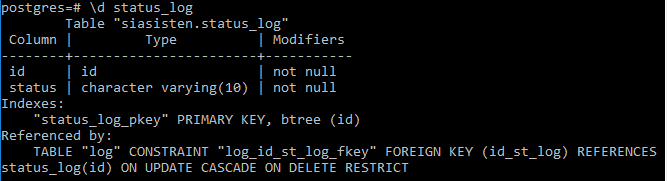 postgres=# \d status_log
         Table "siasisten.status_log"
 Column |         Type          | Modifiers
--------+-----------------------+-----------
 id     | id                    | not null
 status | character varying(10) | not null
Indexes:
    "status_log_pkey" PRIMARY KEY, btree (id)
Referenced by:
    TABLE "log" CONSTRAINT "log_id_st_log_fkey" FOREIGN KEY (id_st_log) REFERENCES
status_log(id) ON UPDATE CASCADE ON DELETE RESTRICT